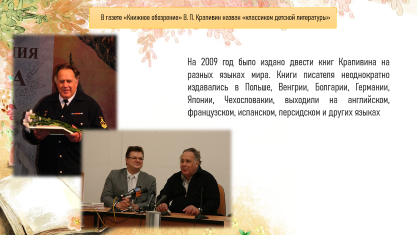 В газете «Книжное обозрение» В. П. Крапивин назван «классиком детской литературы»
На 2009 год было издано двести книг Крапивина на
разных языках мира. Книги писателя неоднократно
издавались в Польше, Венгрии, Болгарии, Германии,
Японии, Чехословакии, выходили на английском,
французском, испанском, персидском и других языках